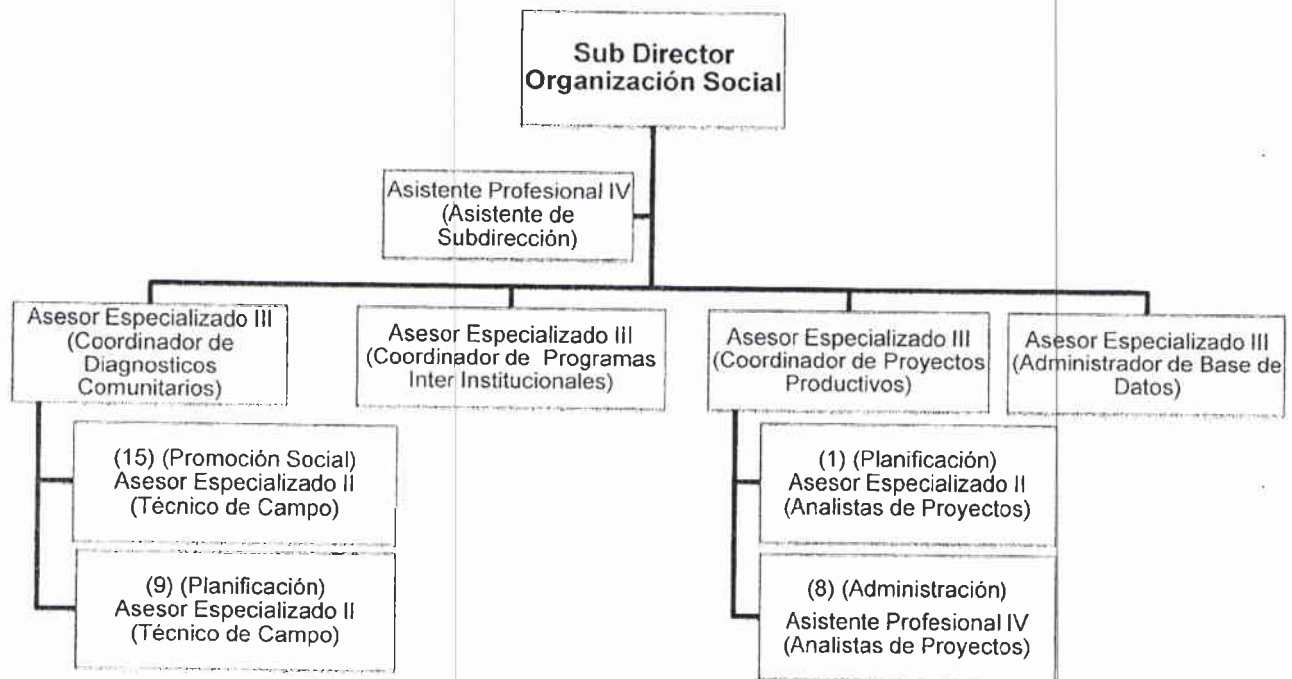 Sub Director
Organización Social
Asistente Profesional IV
(Asistente de
Subdirección)
Asesor Especializado III
(Coordinador de
Diagnosticos
Comunitarios)
Asesor Especializado III
(Coordinador de Programas
Inter Institucionales)
Asesor Especializado III
(Coordinador de Proyectos
Productivos)
Asesor Especializado III
(Administrador de Base de
Datos)
(15) (Promoción Social)
Asesor Especializado II
(Técnico de Campo)
(9) (Planificación)
Asesor Especializado II
(Técnico de Campo)
(1) (Planificación)
Asesor Especializado II
(Analistas de Proyectos)
(8) (Administración)
Asistente Profesional IV
(Analistas de Proyectos)